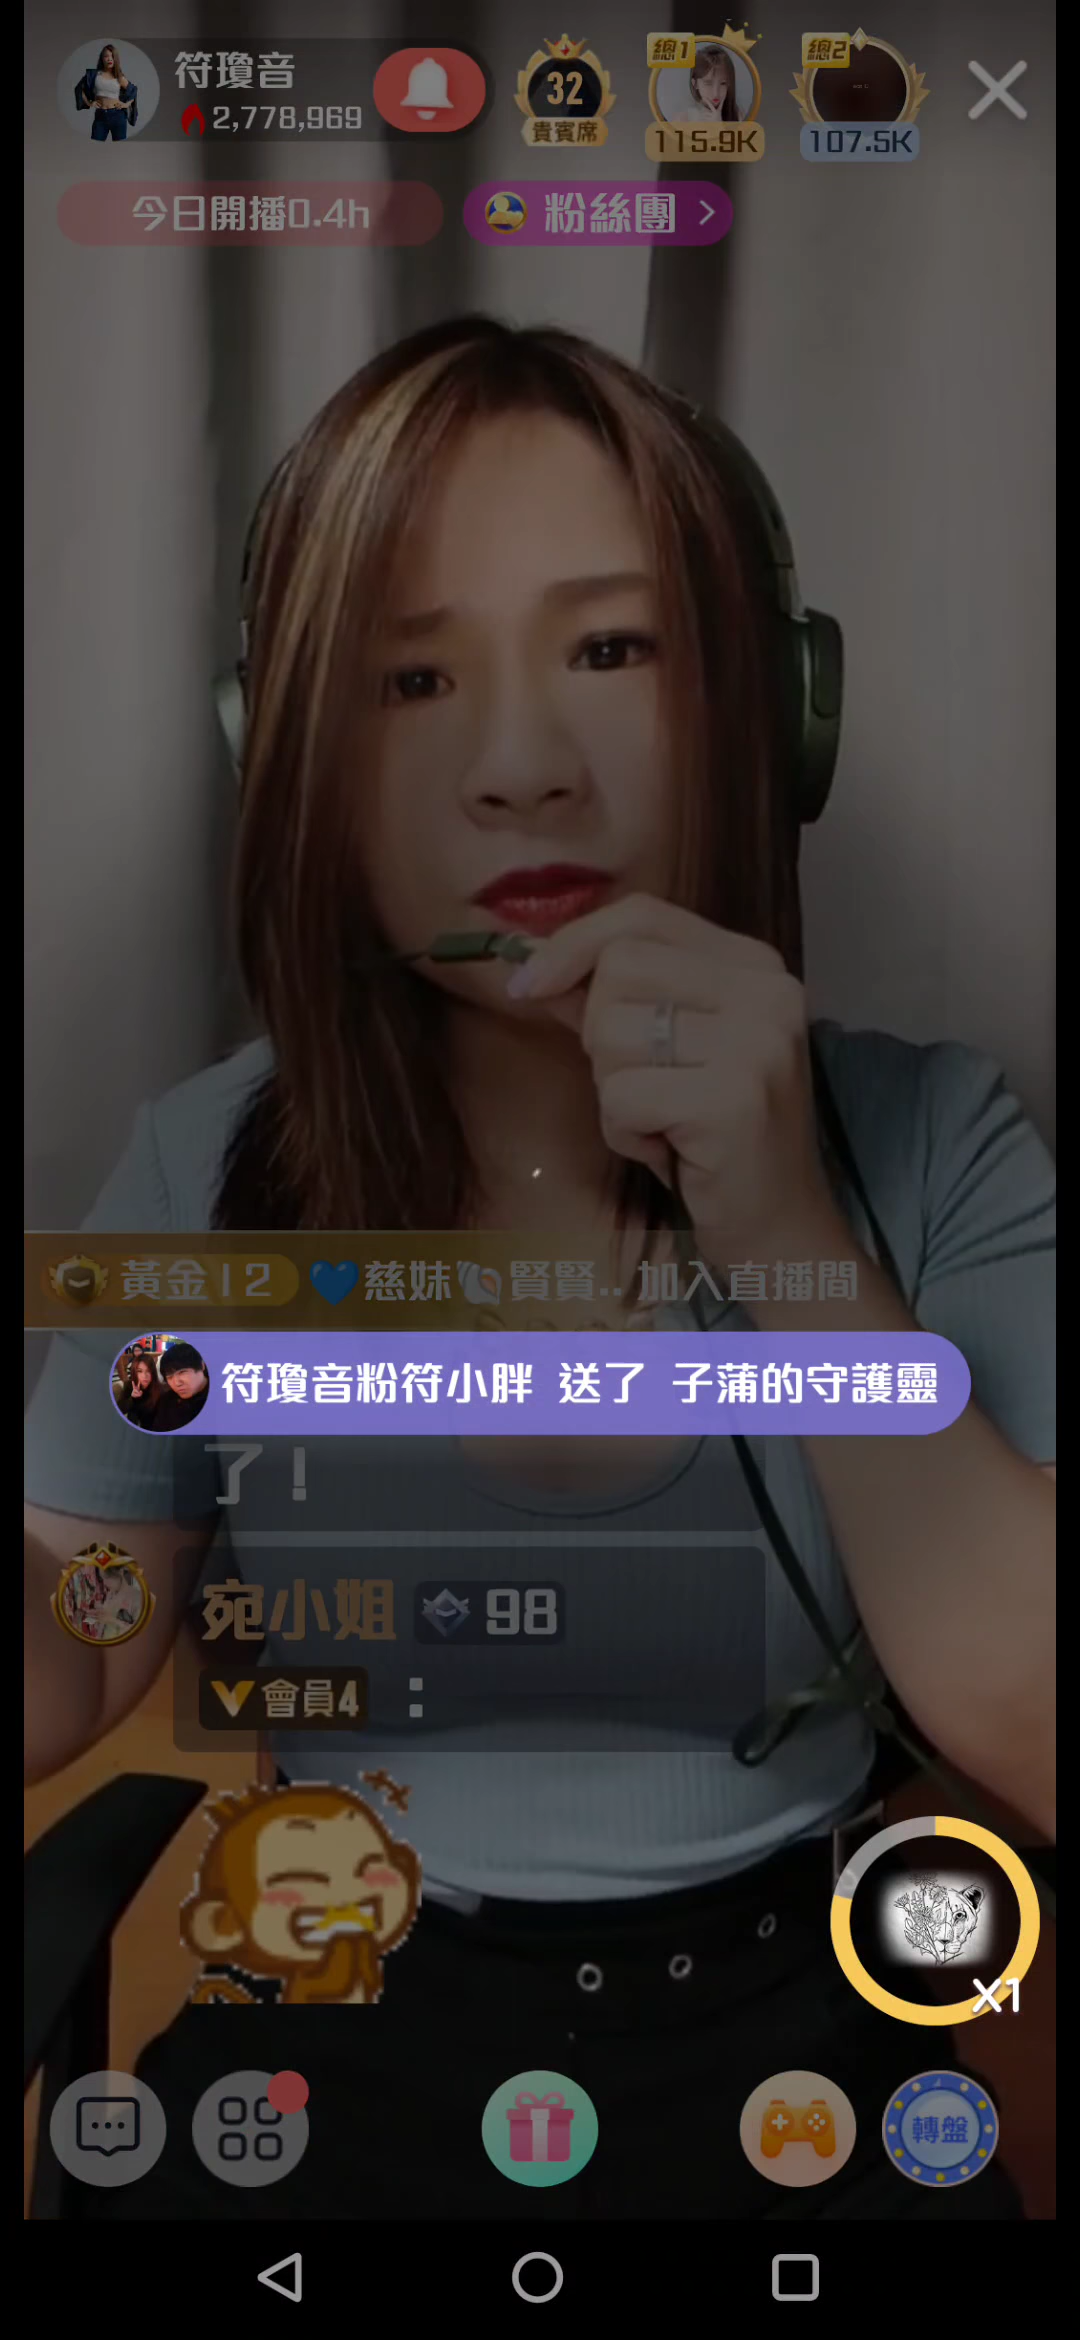 符瓊音
2,778,969
32
貴賓席
總1
115.9K
總2
107.5K
今日開播0.4h
粉絲團
黃金12 💙慈妹🐚賢賢.. 加入直播間
符瓊音粉符小胖 送了 子蒲的守護靈
了！
宛小姐 98
會員4 :
X1
轉盤